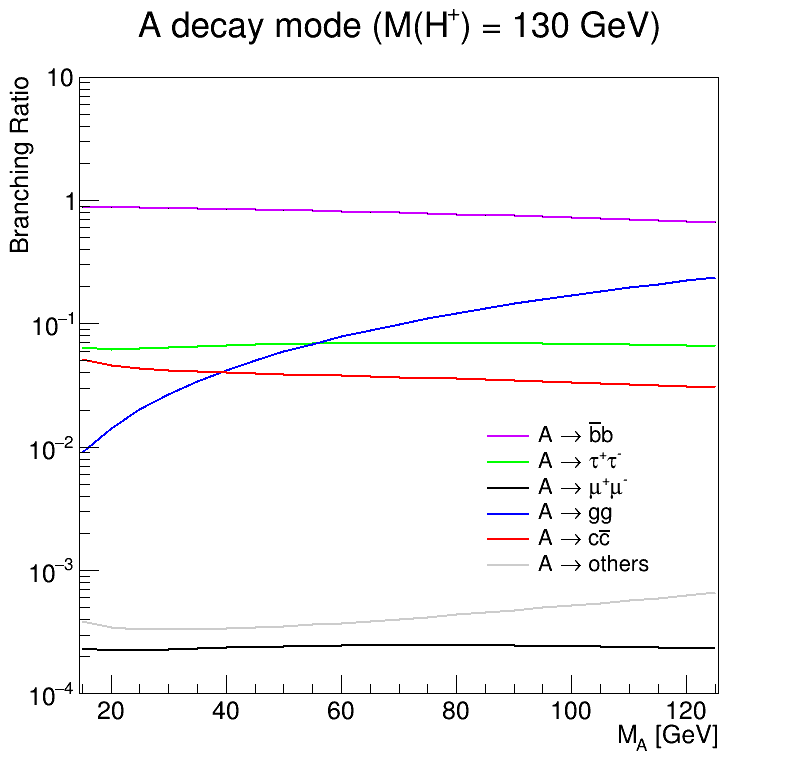 A decay mode (M(H⁺) = 130 GeV)
Branching Ratio
10
1
10⁻¹
10⁻²
10⁻³
10⁻⁴
A → b̅b
A → τ⁺τ⁻
A → μ⁺μ⁻
A → gg
A → cc̅
A → others
20 40 60 80 100 120
M_A [GeV]